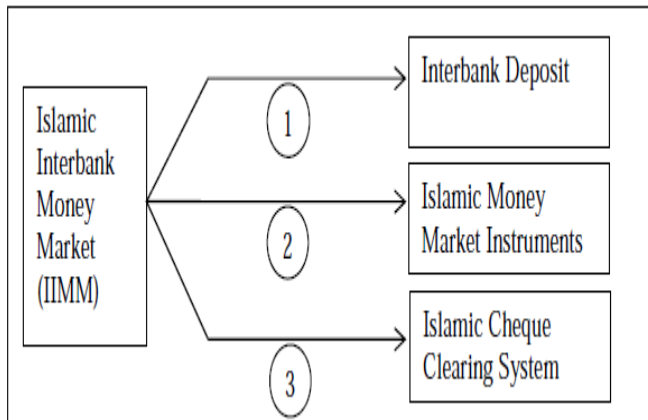 Islamic
Interbank
Money
Market
(IIMM)
1
Interbank Deposit
2
Islamic Money
Market Instruments
3
Islamic Cheque
Clearing System